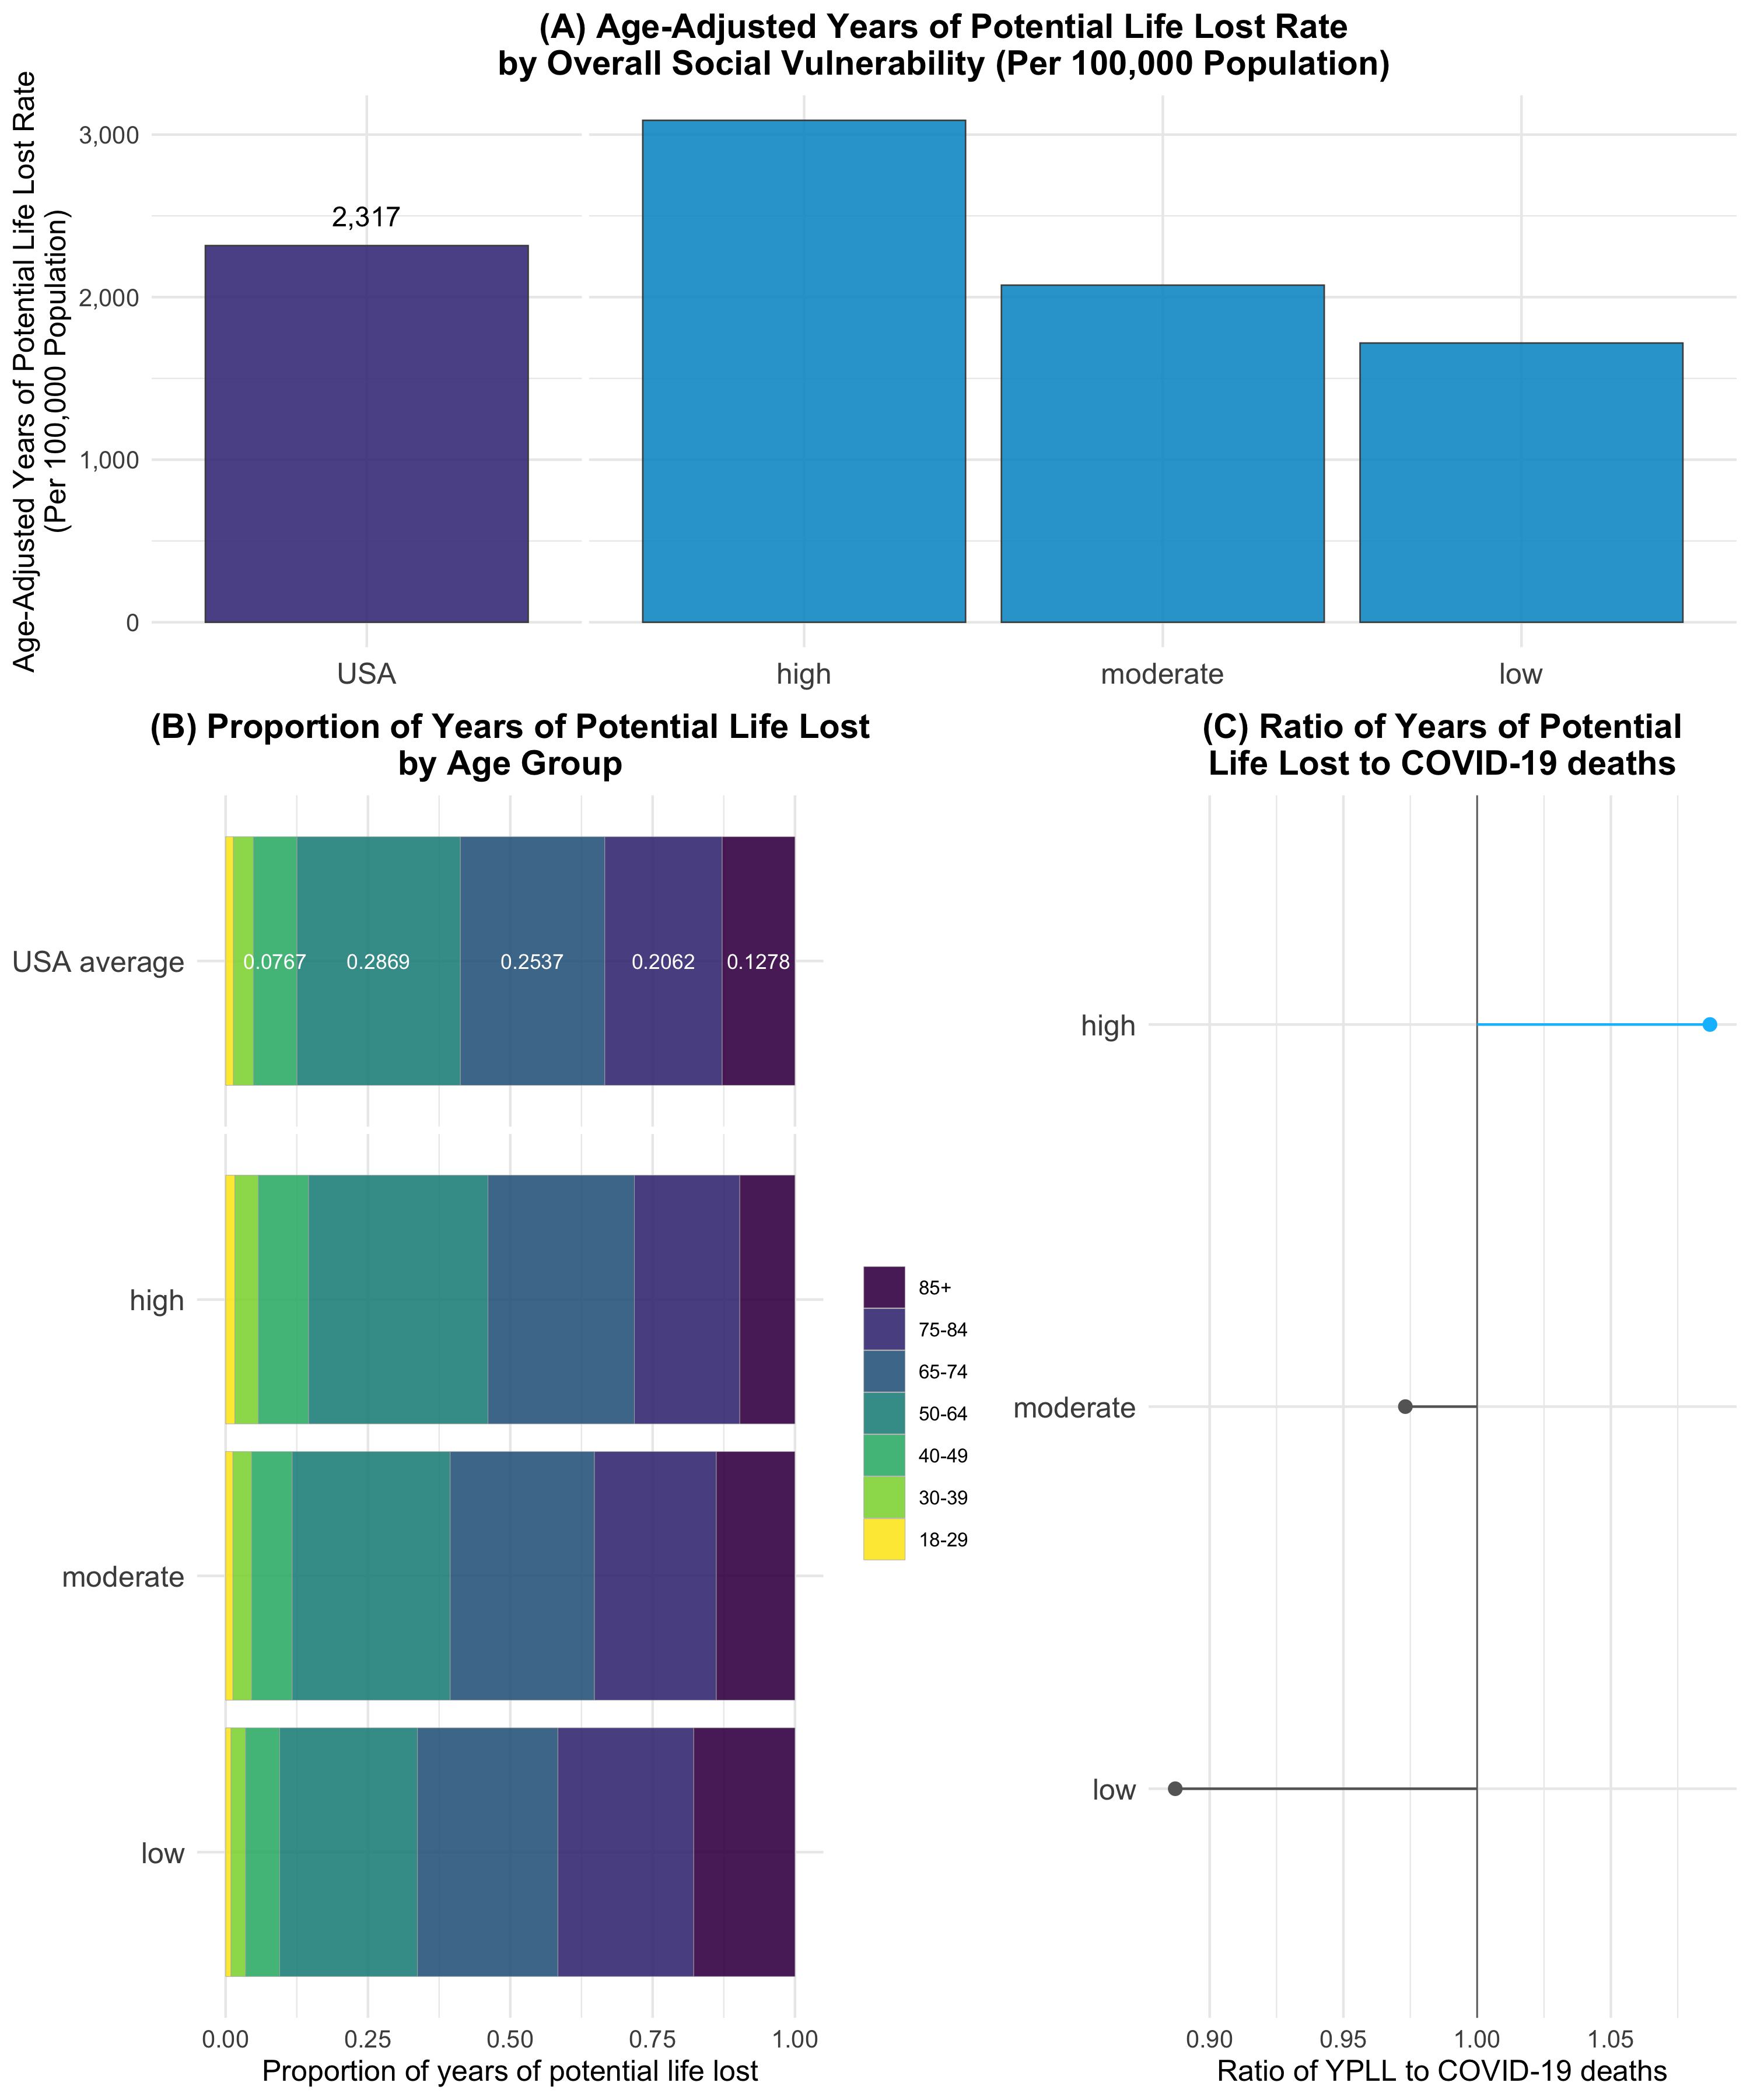 (A) Age-Adjusted Years of Potential Life Lost Rate
by Overall Social Vulnerability (Per 100,000 Population)
Age-Adjusted Years of Potential Life Lost Rate
(Per 100,000 Population)
3,000
2,000
1,000
0
2,317
USA
high
moderate
low
(B) Proportion of Years of Potential Life Lost
by Age Group
USA average
0.0767
0.2869
0.2537
0.2062
0.1278
high
moderate
low
0.00
0.25
0.50
0.75
1.00
Proportion of years of potential life lost
85+
75-84
65-74
50-64
40-49
30-39
18-29
(C) Ratio of Years of Potential
Life Lost to COVID-19 deaths
high
moderate
low
0.90
0.95
1.00
1.05
Ratio of YPLL to COVID-19 deaths